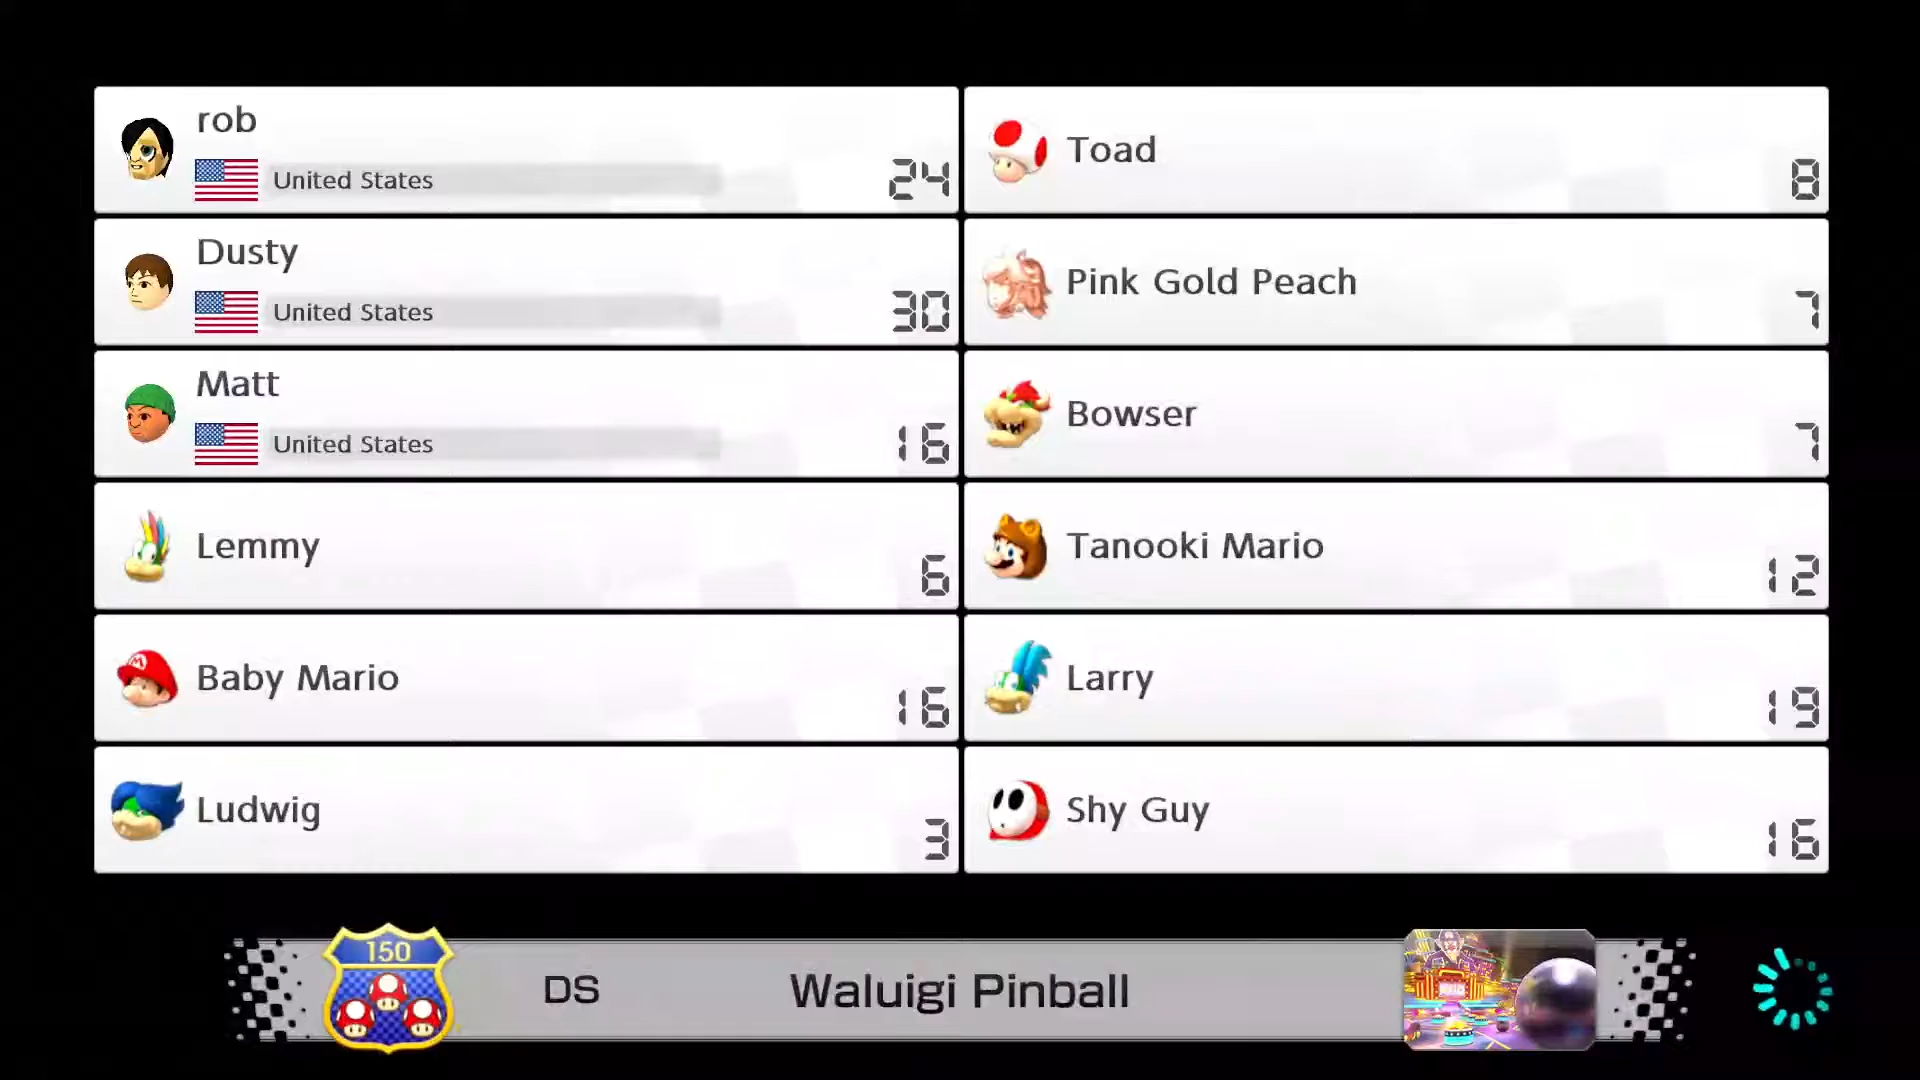 rob
United States
24
Dusty
United States
30
Matt
United States
16
Lemmy
6
Baby Mario
16
Ludwig
3
Toad
8
Pink Gold Peach
7
Bowser
7
Tanooki Mario
12
Larry
19
Shy Guy
16
150
DS
Waluigi Pinball